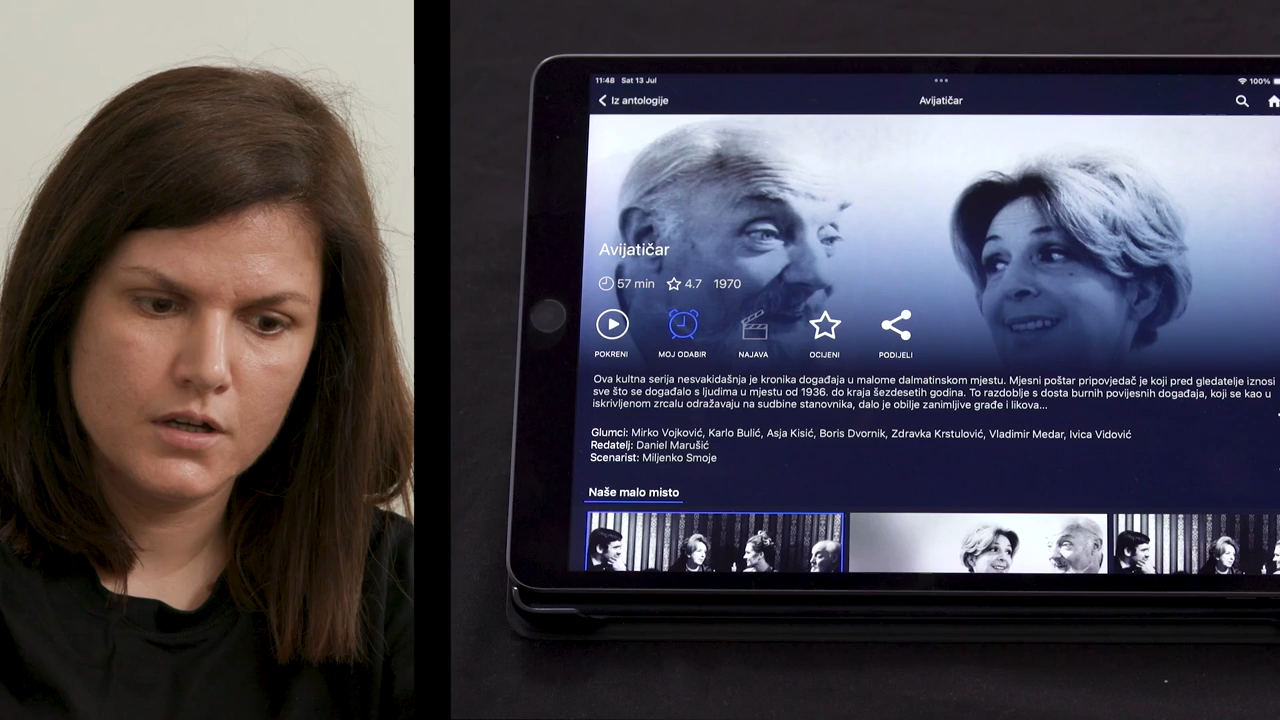 11:48 Sat 13 Jul
100%
Iz antologije
Avijatičar
Avijatičar
57 min 4.7 1970
POKRENI MOJ ODABIR NAJAVA OCIJENI PODIJELI
Ova kultna serija nesvakidašnja je kronika događaja u malome dalmatinskom mjestu. Mjesni poštar pripovjedač je koji pred gledatelje iznosi
sve što se događalo s ljudima u mjestu od 1936. do kraja šezdesetih godina. To razdoblje s dosta burnih povijesnih događaja, koji se kao u
iskrivljenom zrcalu odražavaju na sudbine stanovnika, dalo je obilje zanimljive građe i likova...
Glumci: Mirko Vojković, Karlo Bulić, Asja Kisić, Boris Dvornik, Zdravka Krstulović, Vladimir Medar, Ivica Vidović
Redatelj: Daniel Marušić
Scenarist: Miljenko Smoje
Naše malo misto